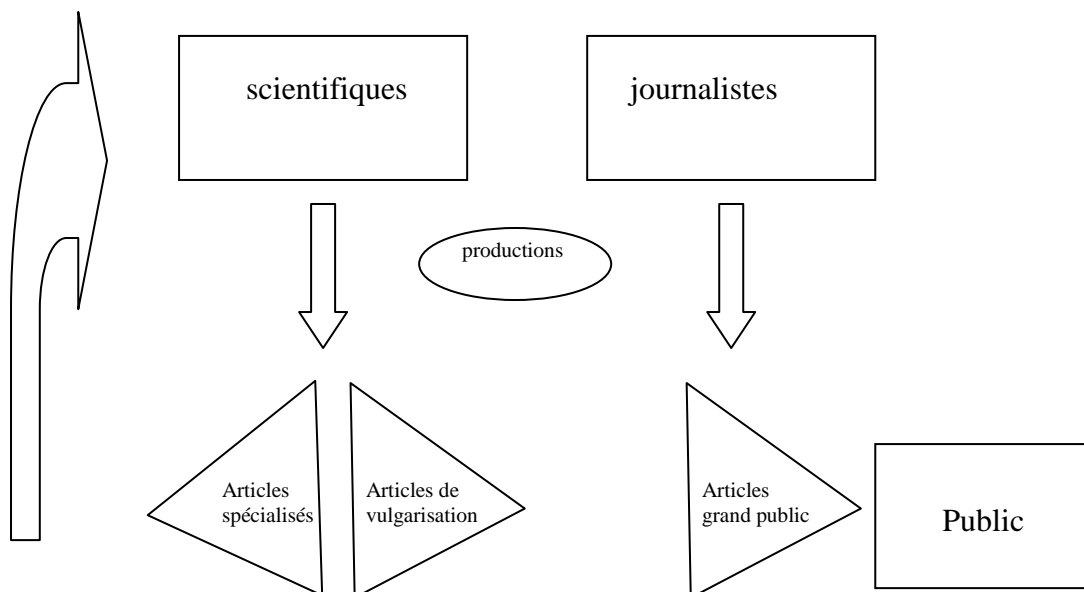 scientifiques
journalistes
productions
Articles
spécialisés
Articles de
vulgarisation
Articles
grand public
Public